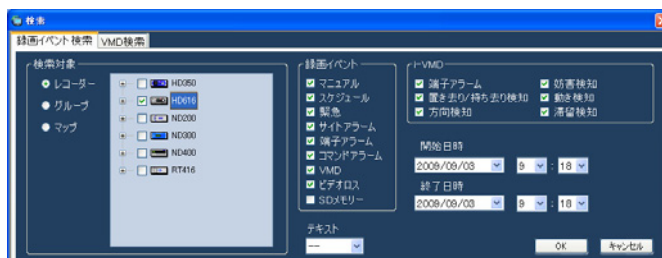 検索
録画イベント検索 VMD検索
検索対象
レコーダー
グループ
マップ
HD350
HD616
ND200
ND300
ND400
RT416
録画イベント
マニュアル
スケジュール
緊急
サイトアラーム
端子アラーム
コマンドアラーム
VMD
ビデオロス
SDメモリー
テキスト
--
i-VMD
端子アラーム 妨害検知
置き去り/持ち去り検知 動き検知
方向検知 滞留検知
開始日時
2009/09/03 9 : 18
終了日時
2009/09/03 9 : 18
OK キャンセル